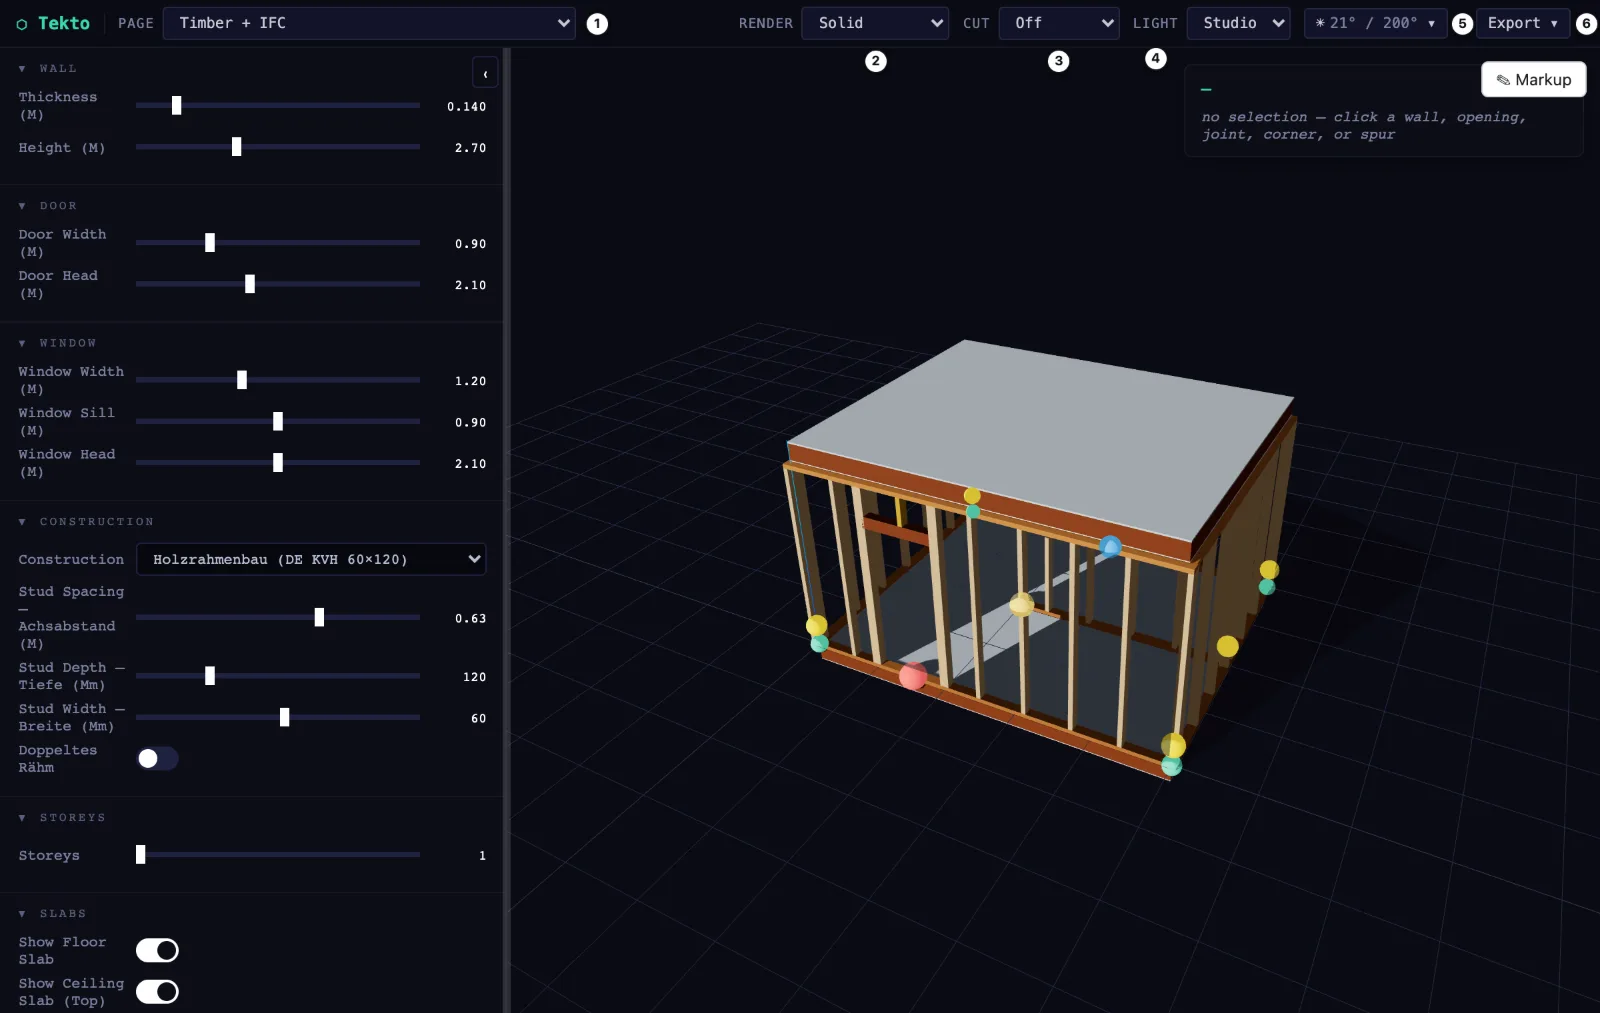 Tekto
PAGE
Timber + IFC
1
RENDER
Solid
CUT
Off
LIGHT
Studio
21° / 200°
5
Export
6
2
3
4
WALL
Thickness
(M)
0.140
Height (M)
2.70
Markup
—
no selection — click a wall, opening,
joint, corner, or spur
DOOR
Door Width
(M)
0.90
Door Head
(M)
2.10
WINDOW
Window Width
(M)
1.20
Window Sill
(M)
0.90
Window Head
(M)
2.10
CONSTRUCTION
Construction
Holzrahmenbau (DE KVH 60×120)
Stud Spacing
—
Achsabstand
(M)
0.63
Stud Depth —
Tiefe (Mm)
120
Stud Width —
Breite (Mm)
60
Doppeltes
Rähm
STOREYS
Storeys
1
SLABS
Show Floor
Slab
Show Ceiling
Slab (Top)